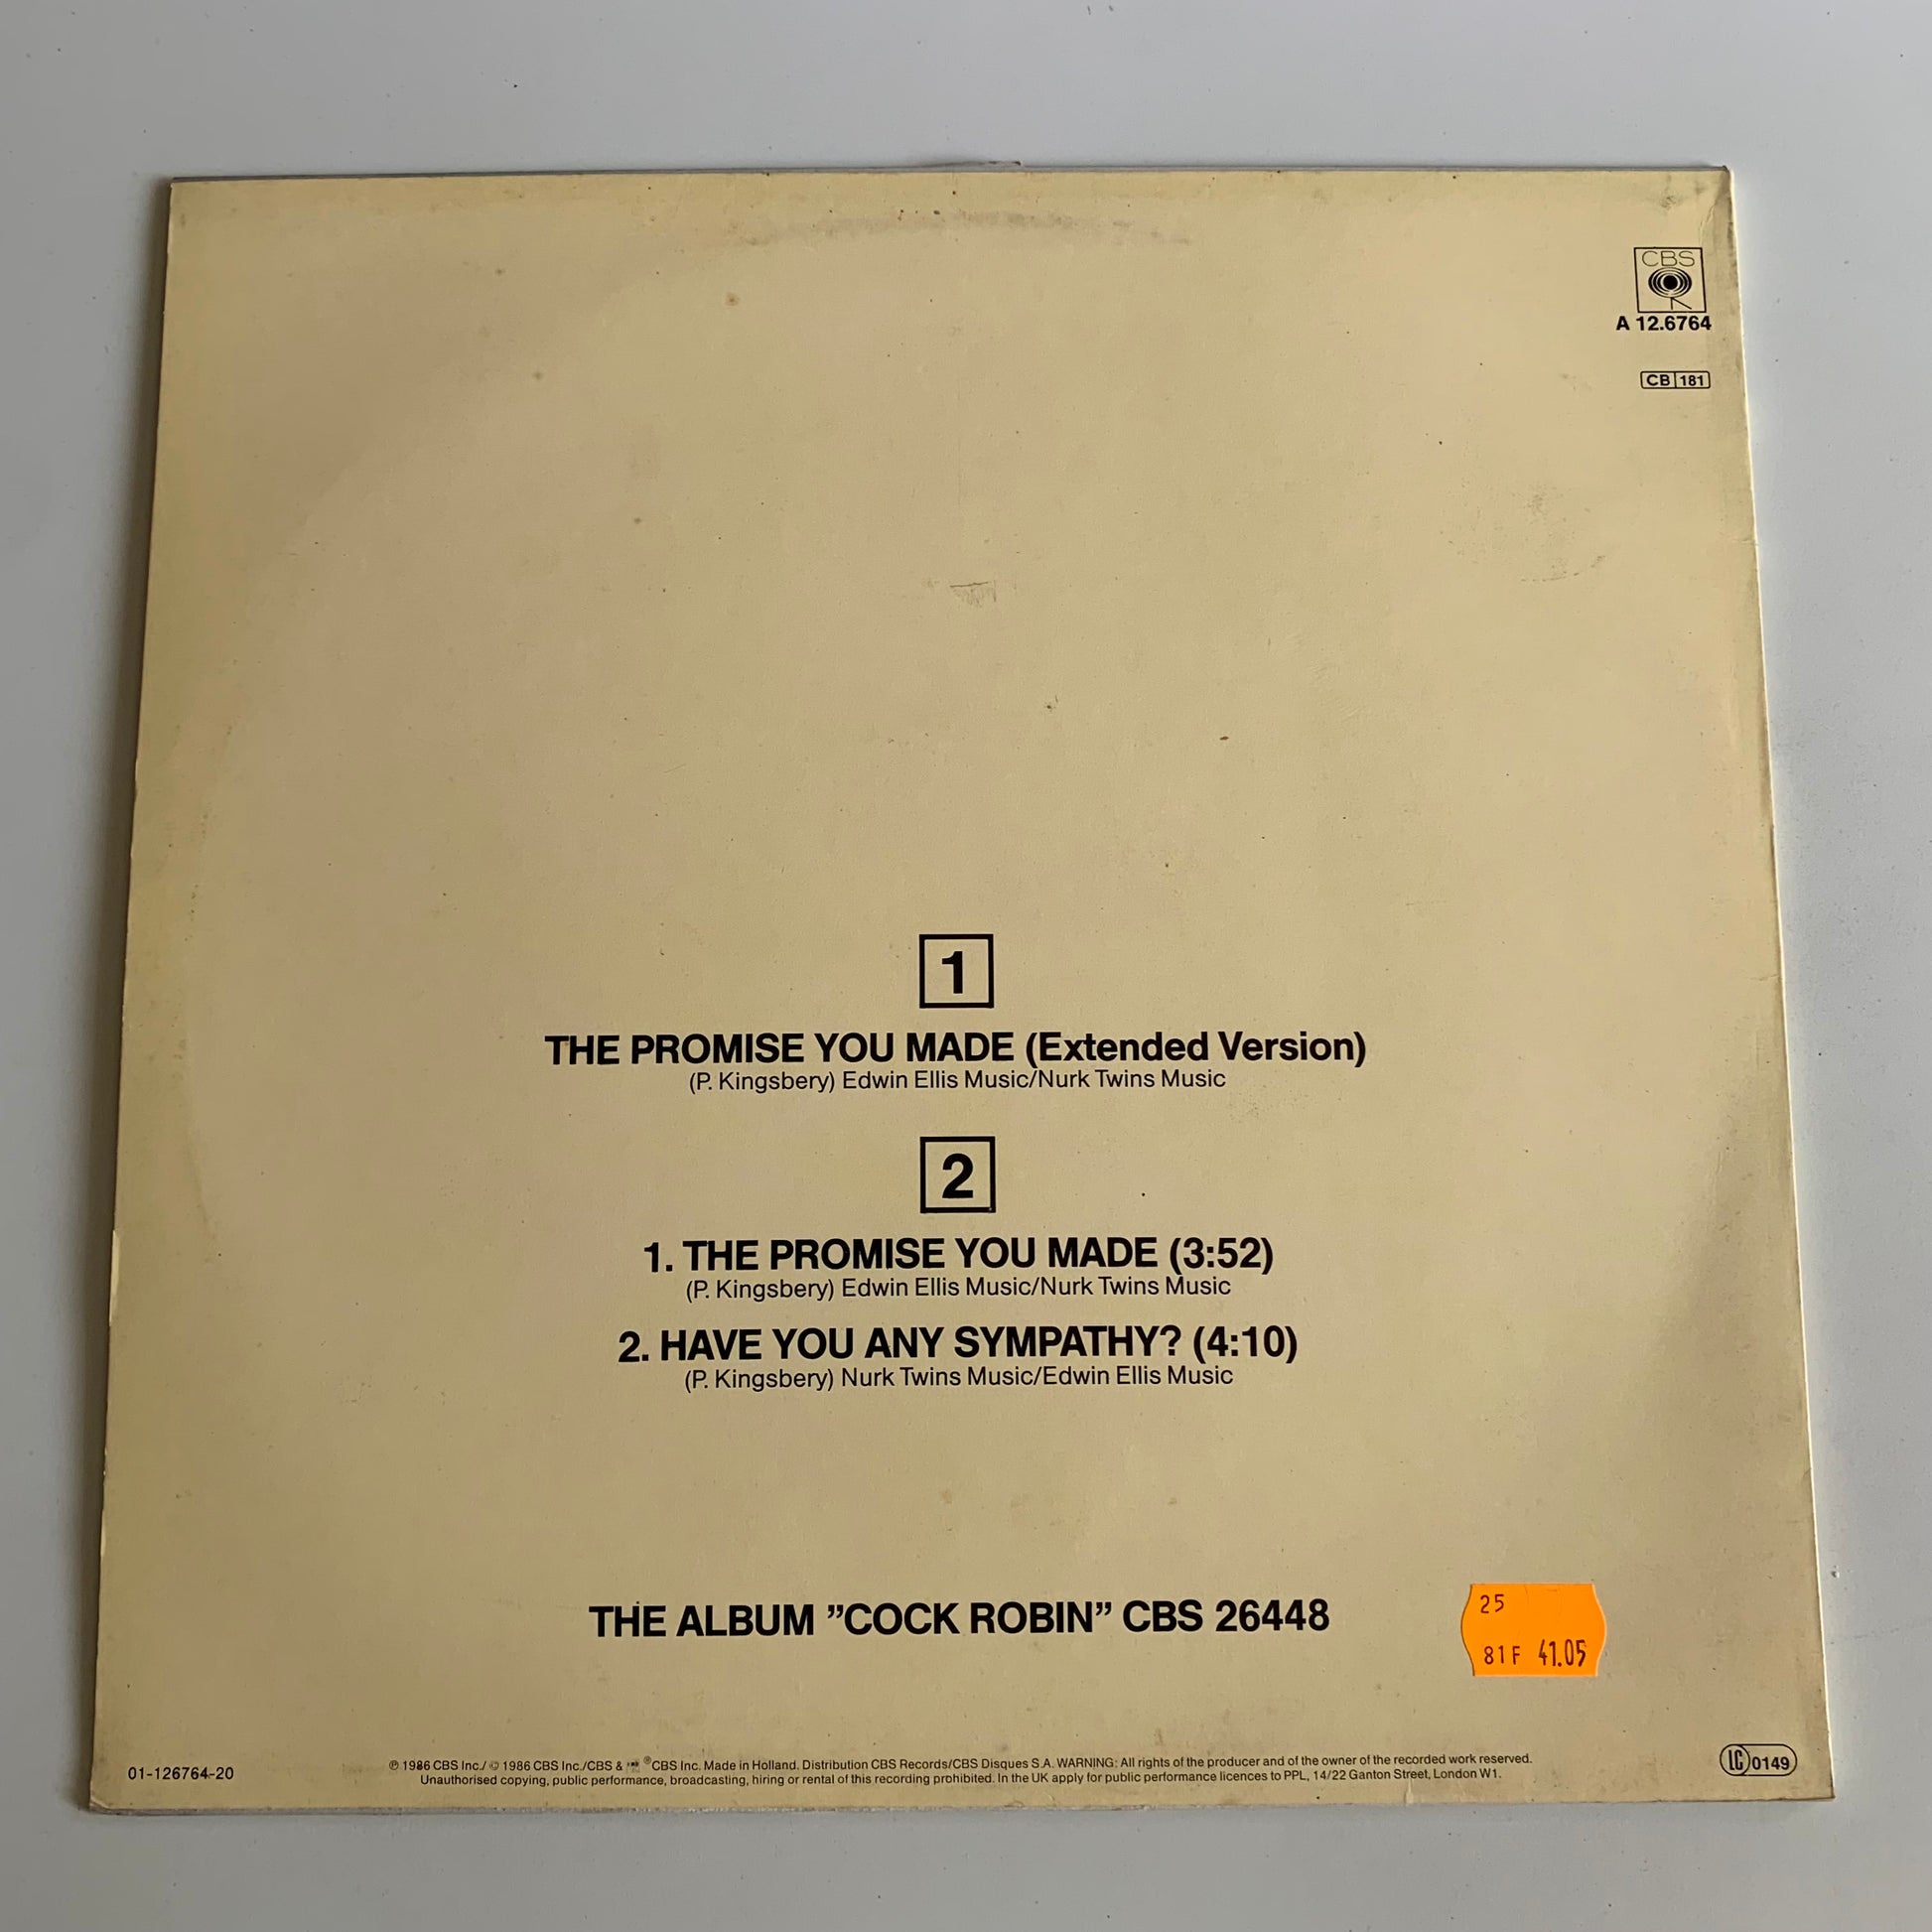 CBS
A 12.6764
CB 181
1
THE PROMISE YOU MADE (Extended Version)
(P. Kingsbery) Edwin Ellis Music/Nurk Twins Music
2
1. THE PROMISE YOU MADE (3:52)
(P. Kingsbery) Edwin Ellis Music/Nurk Twins Music
2. HAVE YOU ANY SYMPATHY? (4:10)
(P. Kingsbery) Nurk Twins Music/Edwin Ellis Music
THE ALBUM ”COCK ROBIN” CBS 26448
25
81F 41.05
01-126764-20
℗ 1986 CBS Inc./ © 1986 CBS Inc./CBS & ®CBS Inc. Made in Holland. Distribution CBS Records/CBS Disques S.A. WARNING: All rights of the producer and of the owner of the recorded work reserved.
Unauthorised copying, public performance, broadcasting, hiring or rental of this recording prohibited. In the UK apply for public performance licences to PPL, 14/22 Ganton Street, London W1.
LC 0149